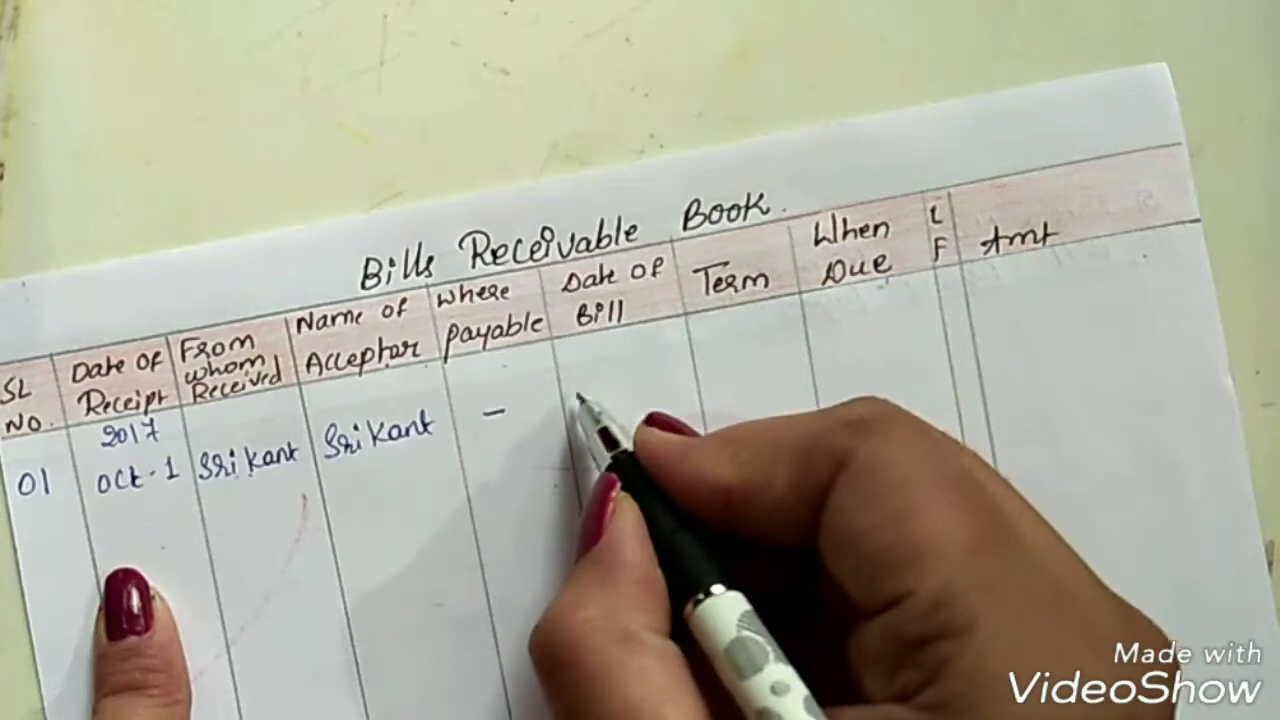 Bills Receivable Book.
SL No. Date of Receipt From whom Received Name of Acceptor Where payable Date of Bill Term When Due L F Amt
2017
01 Oct-1 Srikant Srikant -
Made with
VideoShow